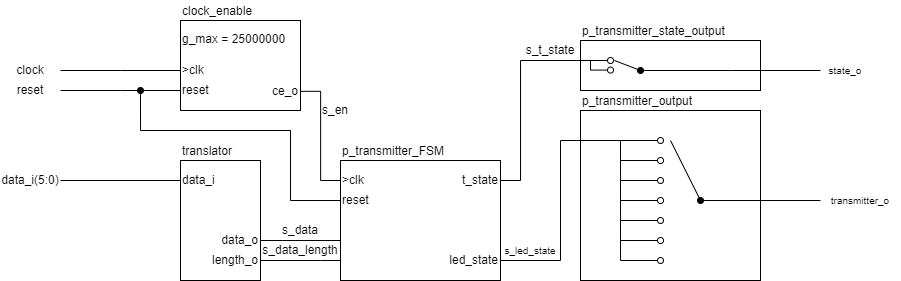 clock_enable
g_max = 25000000
clock
>clk
reset
reset
ce_o
s_en
p_transmitter_state_output
s_t_state
state_o
p_transmitter_output
transmitter_o
translator
data_i(5:0)
data_i
data_o
length_o
s_data
s_data_length
p_transmitter_FSM
>clk
reset
t_state
led_state
s_led_state